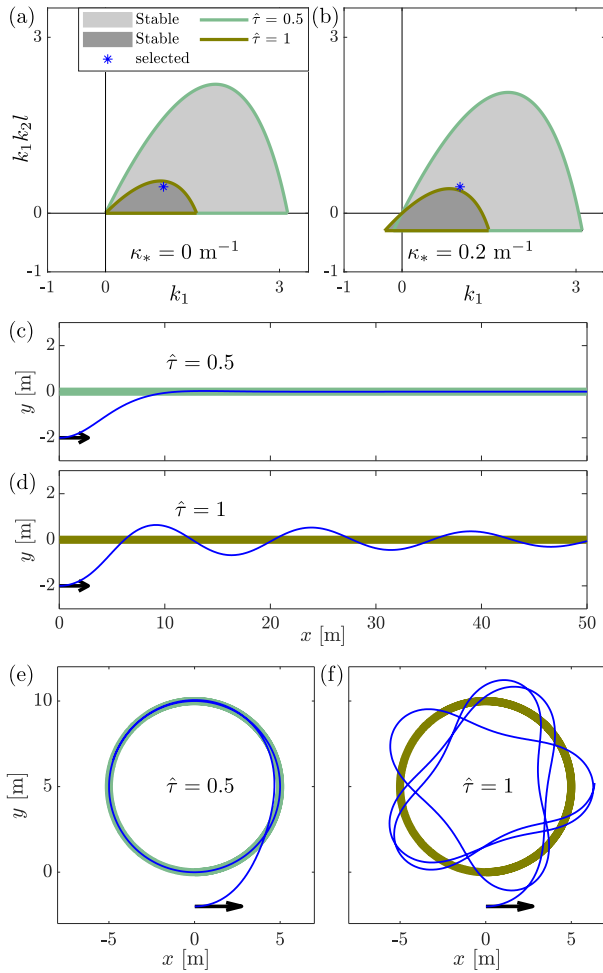 (a)
Stable
τ̂ = 0.5
Stable
τ̂ = 1
selected
(b)
3
0
-1
k₁k₂l
κ* = 0 m⁻¹
-1
0
3
k₁
3
0
-1
κ* = 0.2 m⁻¹
-1
0
3
k₁
(c)
2
0
-2
y [m]
τ̂ = 0.5
(d)
2
0
-2
y [m]
τ̂ = 1
0
10
20
30
40
50
x [m]
(e)
10
5
0
y [m]
τ̂ = 0.5
-5
0
5
x [m]
(f)
τ̂ = 1
-5
0
5
x [m]